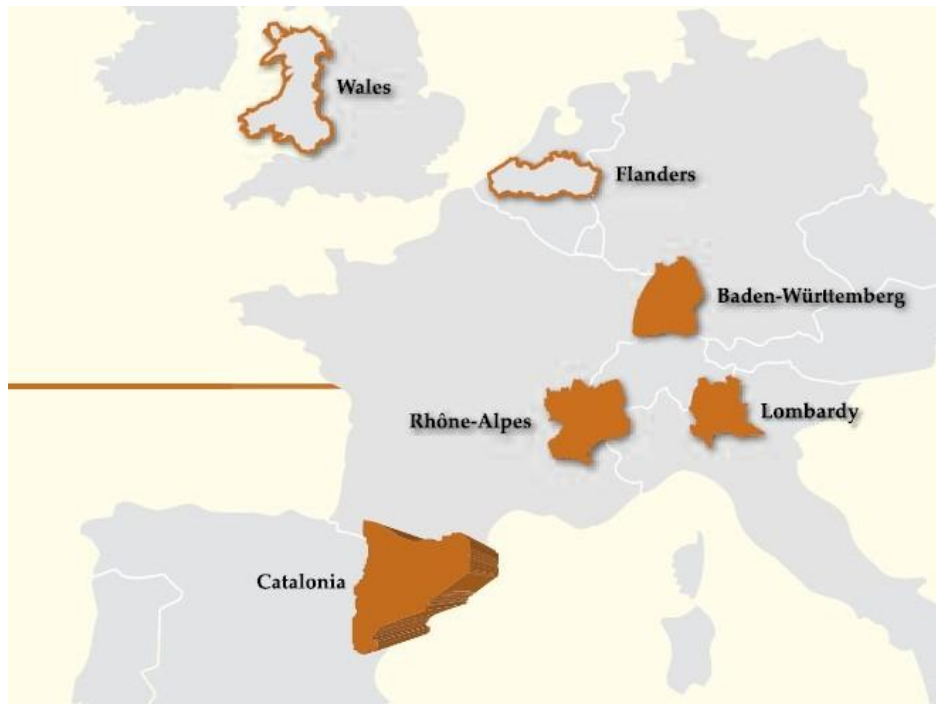 Wales
Flanders
Baden-Württemberg
Rhône-Alpes
Lombardy
Catalonia